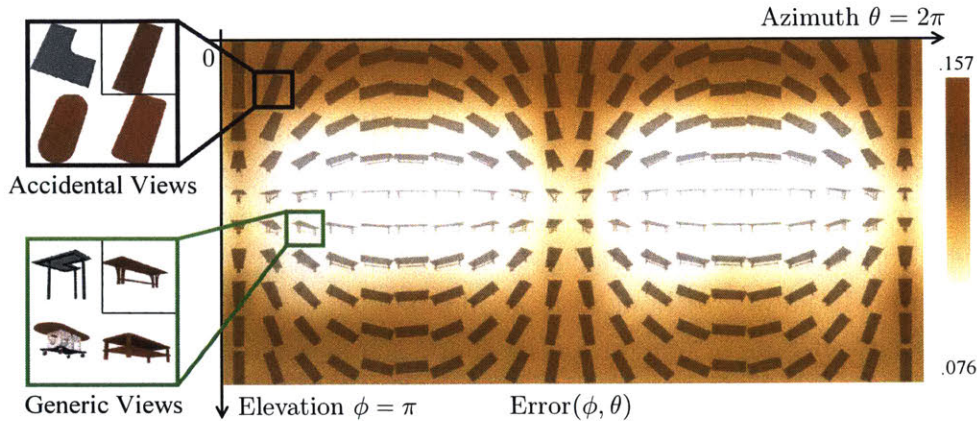 Azimuth θ = 2π
0
.157
Accidental Views
.076
Generic Views
Elevation ϕ = π
Error(ϕ, θ)